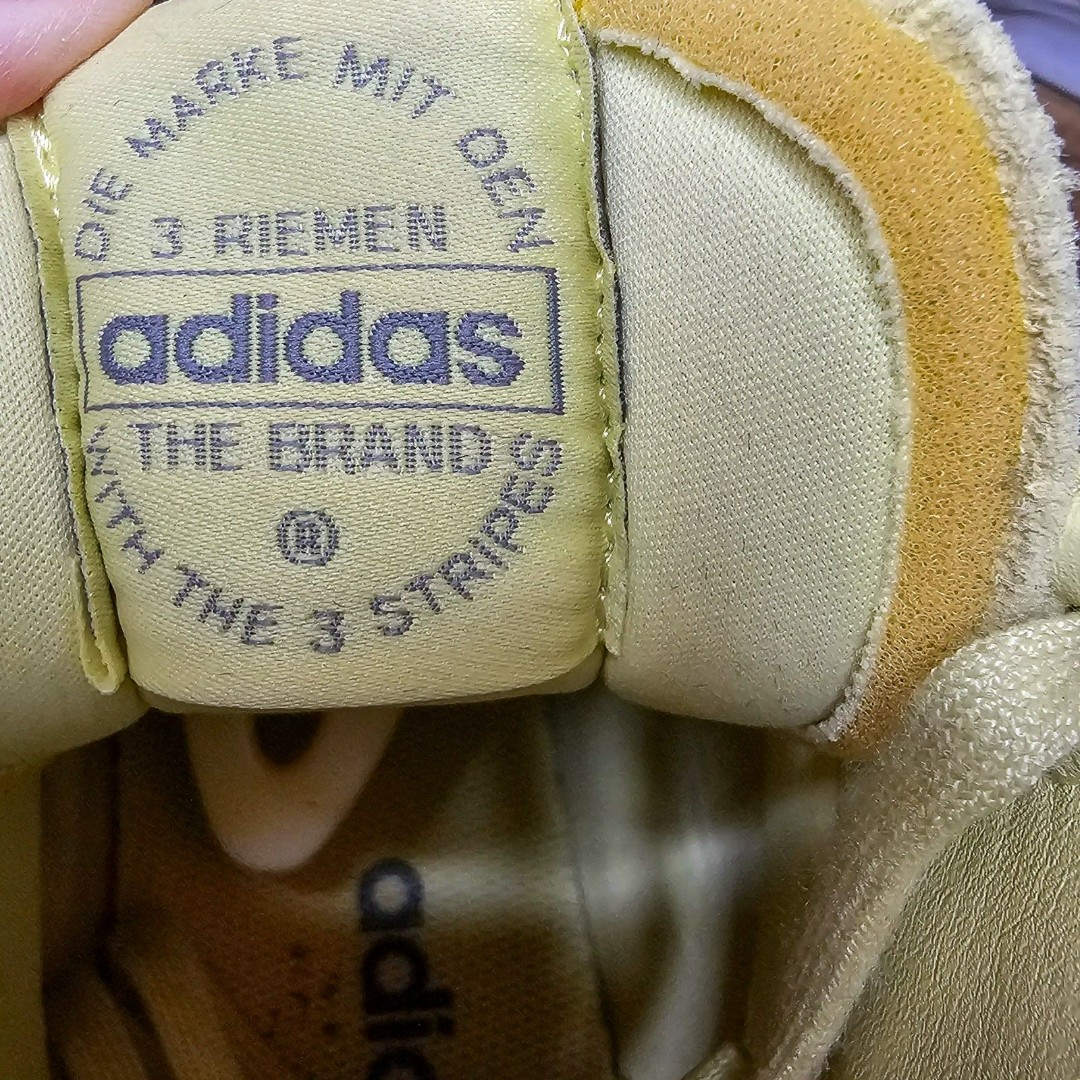 DIE MARKE MIT DEN
3 RIEMEN
adidas
THE BRAND
®
WITH THE 3 STRIPES
adid